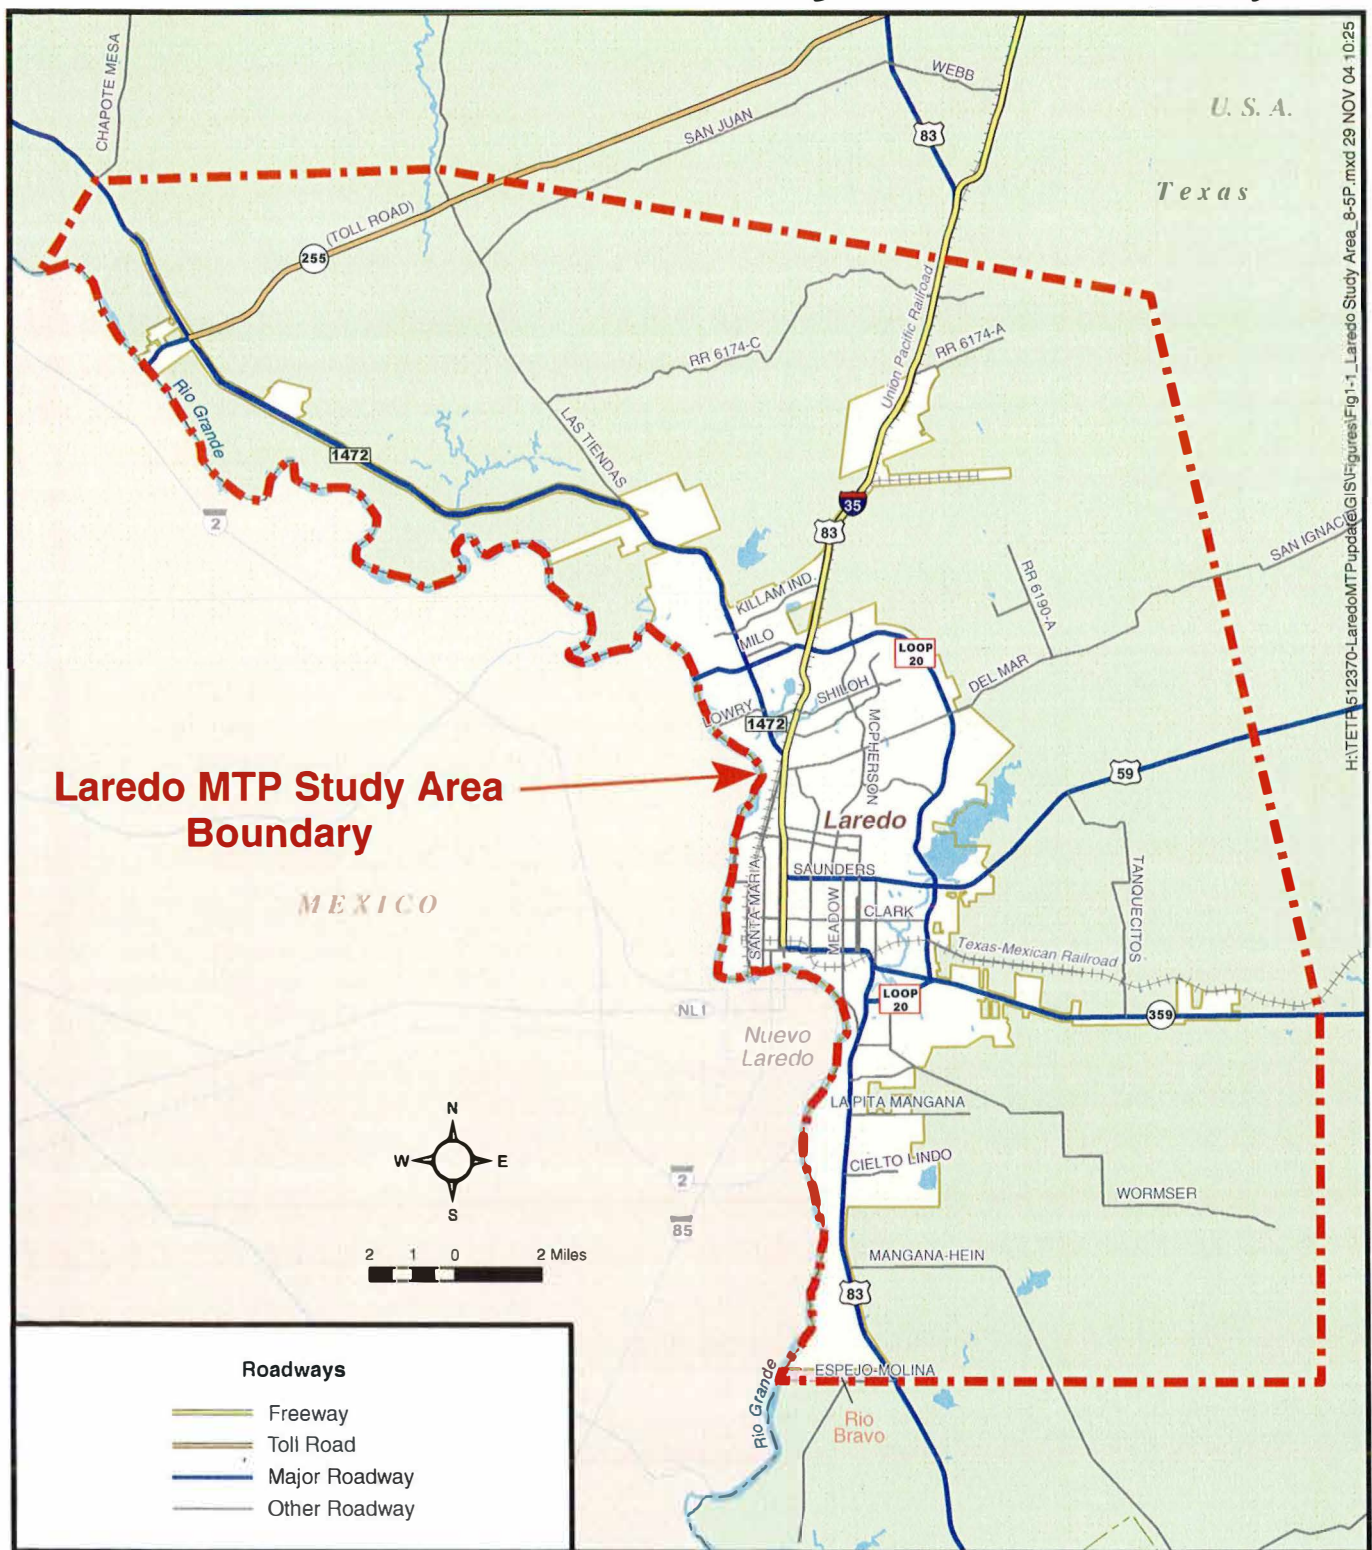 CHAPOTE MESA
WEBB
U. S. A.
83
SAN JUAN
Texas
(TOLL ROAD)
255
Union Pacific Railroad
RR 6174-C
RR 6174-A
Rio Grande
LAS TIENDAS
1472
2
35
83
SAN IGNACI
RR 6190-A
KILLAM IND.
MILO
LOOP
20
DEL MAR
SHILOH
LOWRY
1472
MCPHERSON
59
Laredo MTP Study Area
Boundary
Laredo
SAUNDERS
SANTA MARIA
MEADOW
CLARK
TANQUECITOS
MEXICO
Texas-Mexican Railroad
NL1
LOOP
20
359
Nuevo
Laredo
LA PITA MANGANA
N
W
E
S
CIELTO LINDO
2
85
WORMSER
MANGANA-HEIN
2 1 0 2 Miles
83
ESPEJO-MOLINA
Rio Grande
Rio
Bravo
Roadways
Freeway
Toll Road
Major Roadway
Other Roadway
H:\TETP\512370-LaredoMTPupdate\GIS\Figures\Fig1-1_Laredo Study Area_8-5P.mxd 29 NOV 04 10:25